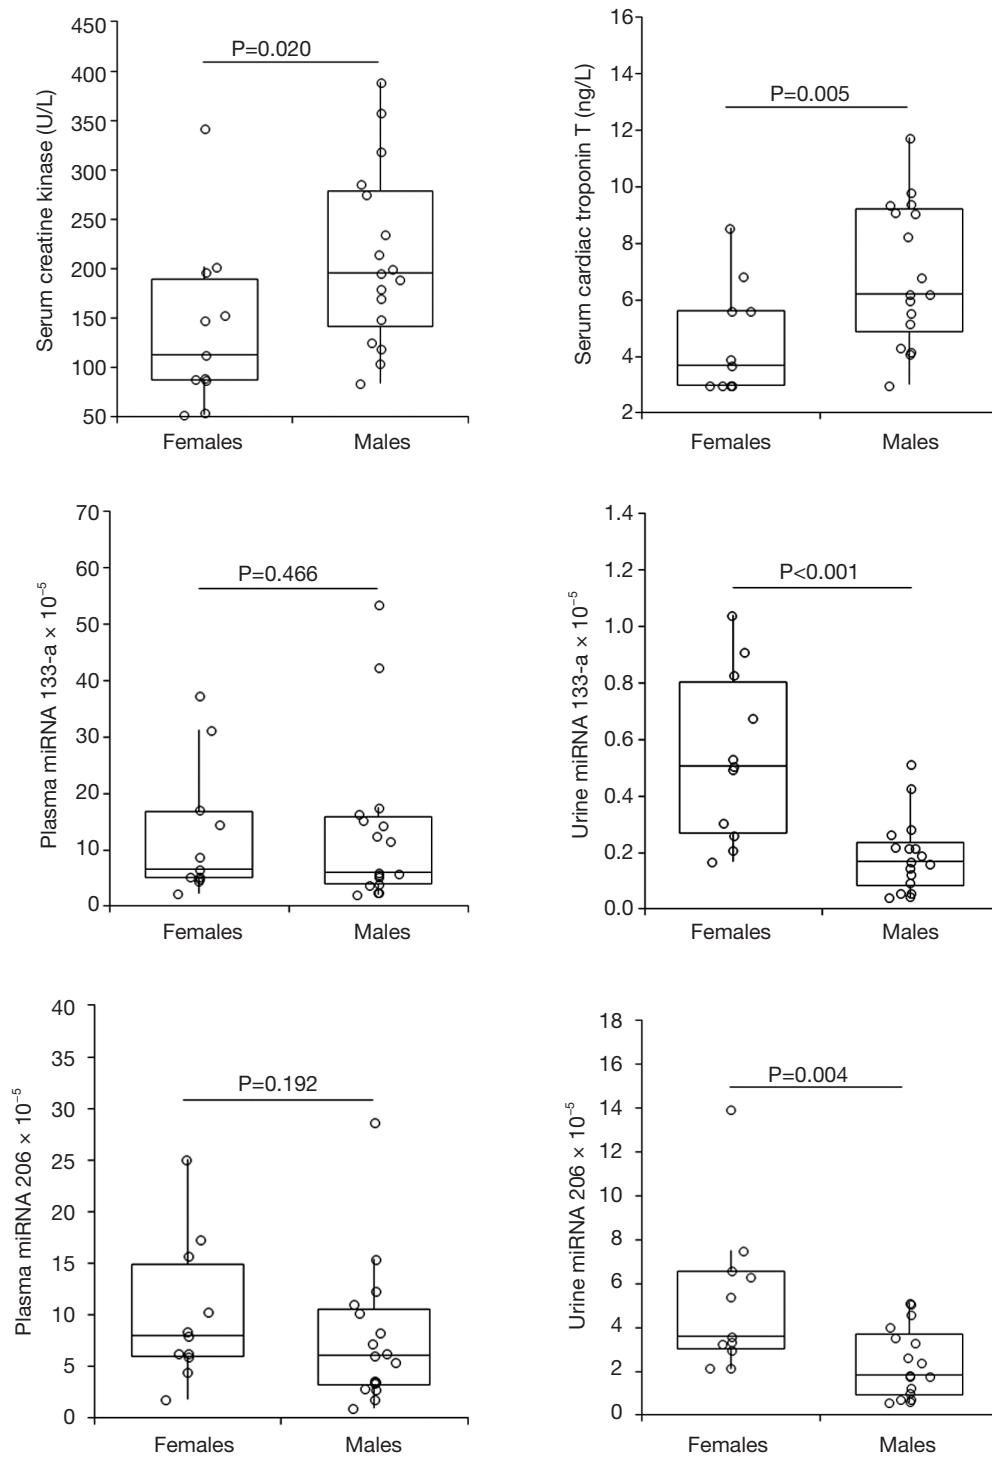 Serum creatine kinase (U/L)
450
400
350
300
250
200
150
100
50
P=0.020
Females
Males
Serum cardiac troponin T (ng/L)
16
14
12
10
8
6
4
2
P=0.005
Females
Males
Plasma miRNA 133-a × 10⁻⁵
70
60
50
40
30
20
10
0
P=0.466
Females
Males
Urine miRNA 133-a × 10⁻⁵
1.4
1.2
1.0
0.8
0.6
0.4
0.2
0.0
P<0.001
Females
Males
Plasma miRNA 206 × 10⁻⁵
40
35
30
25
20
15
10
5
0
P=0.192
Females
Males
Urine miRNA 206 × 10⁻⁵
18
16
14
12
10
8
6
4
2
0
P=0.004
Females
Males